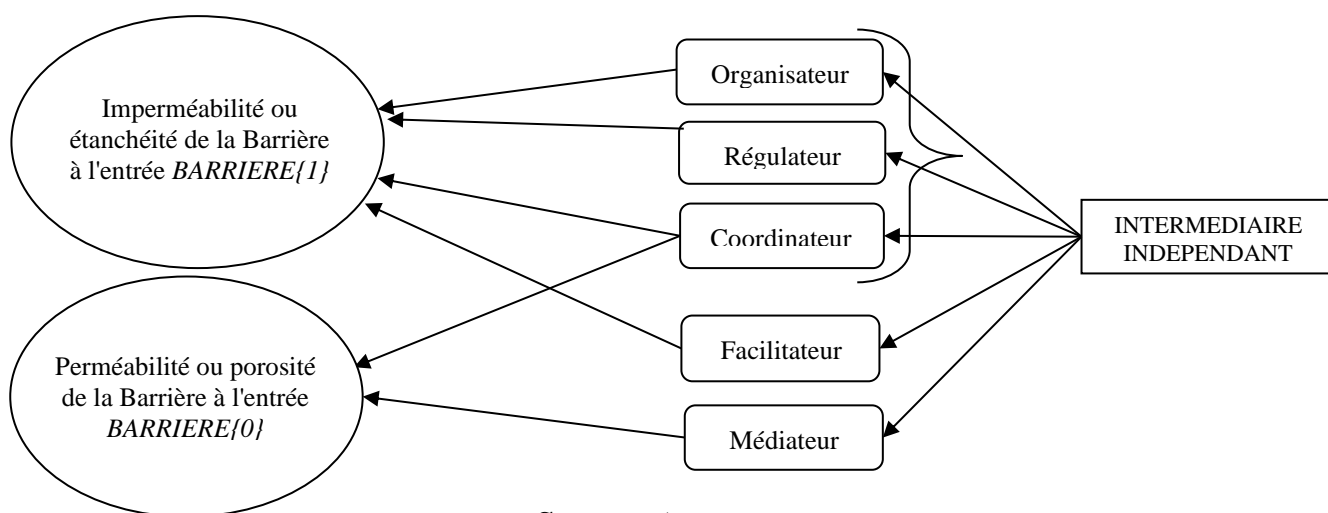 Imperméabilité ou
étanchéité de la Barrière
à l'entrée BARRIERE{1}
Perméabilité ou porosité
de la Barrière à l'entrée
BARRIERE{0}
Organisateur
Régulateur
Coordinateur
Facilitateur
Médiateur
INTERMEDIAIRE
INDEPENDANT